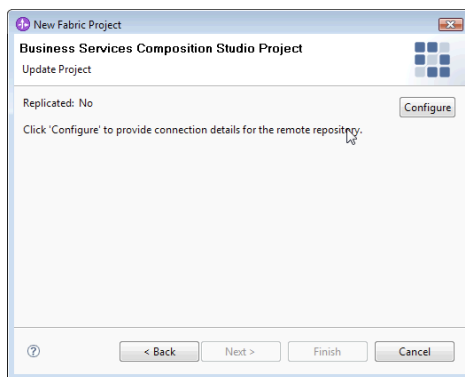 New Fabric Project
Business Services Composition Studio Project
Update Project
Replicated: No
Configure
Click 'Configure' to provide connection details for the remote repository.
?
< Back
Next >
Finish
Cancel